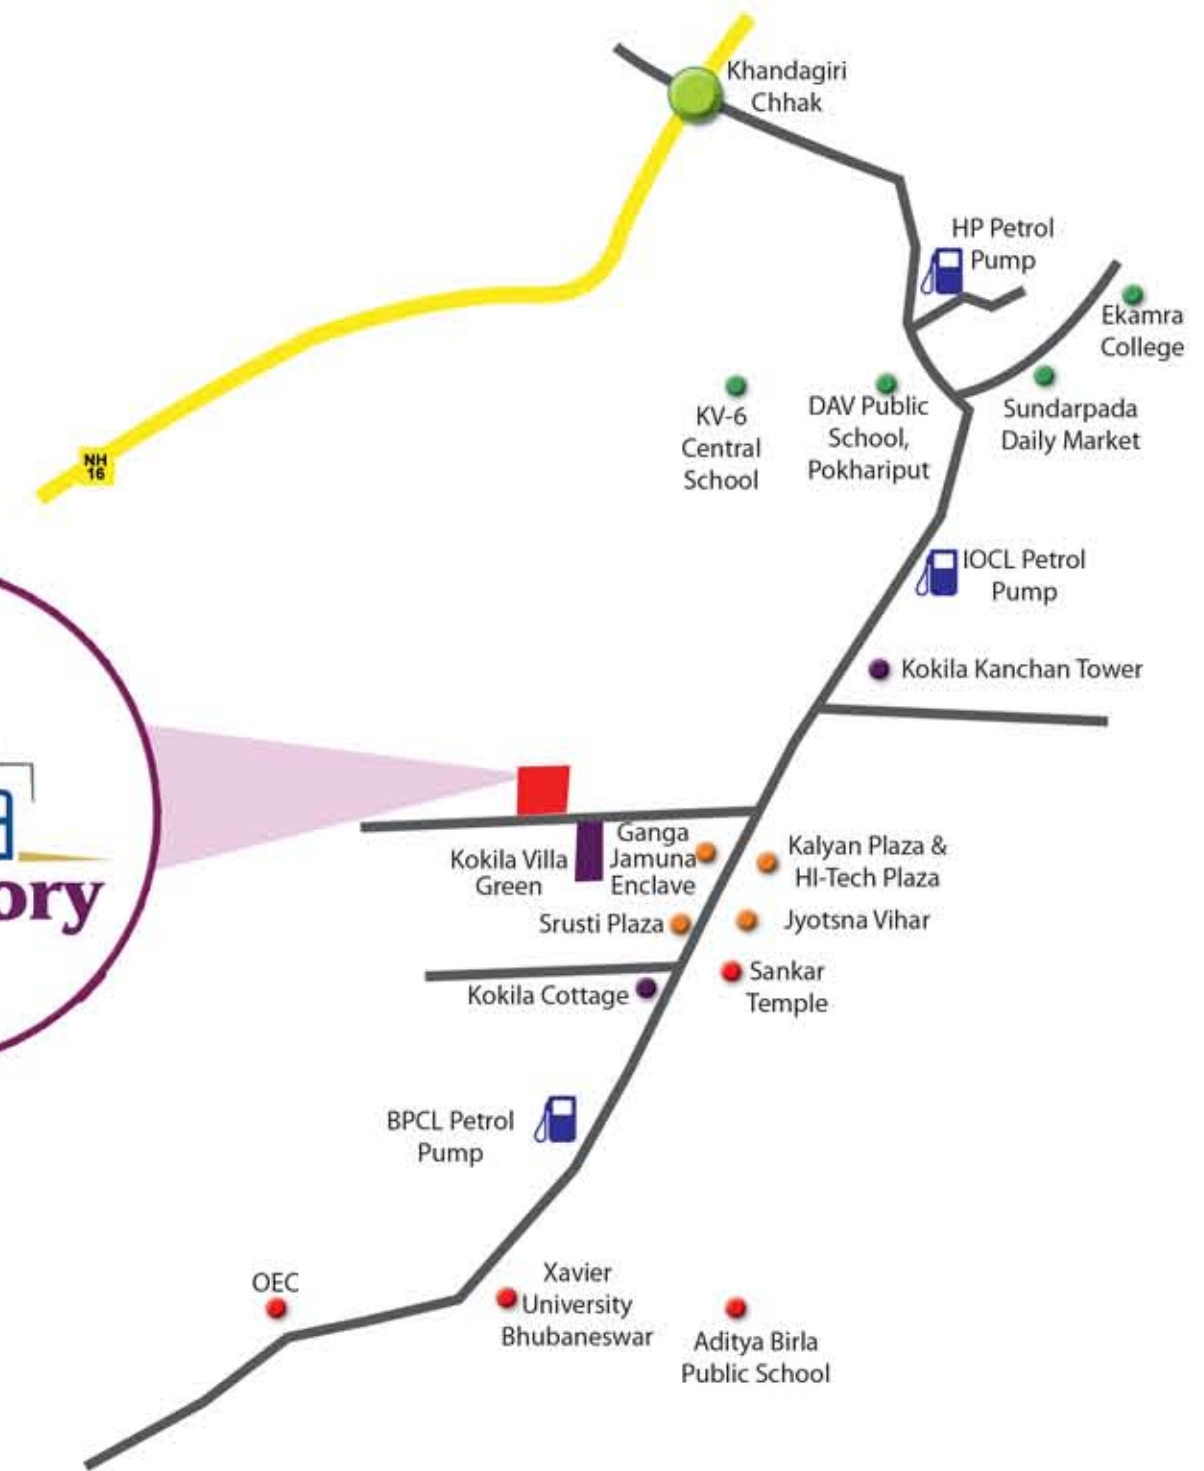 Khandagiri
Chhak
HP Petrol
Pump
Ekamra
College
KV-6
Central
School
DAV Public
School,
Pokhariput
Sundarpada
Daily Market
NH
16
IOCL Petrol
Pump
Kokila Kanchan Tower
ory
Kokila Villa
Green
Ganga
Jamuna
Enclave
Kalyan Plaza &
HI-Tech Plaza
Srusti Plaza
Jyotsna Vihar
Sankar
Temple
Kokila Cottage
BPCL Petrol
Pump
OEC
Xavier
University
Bhubaneswar
Aditya Birla
Public School